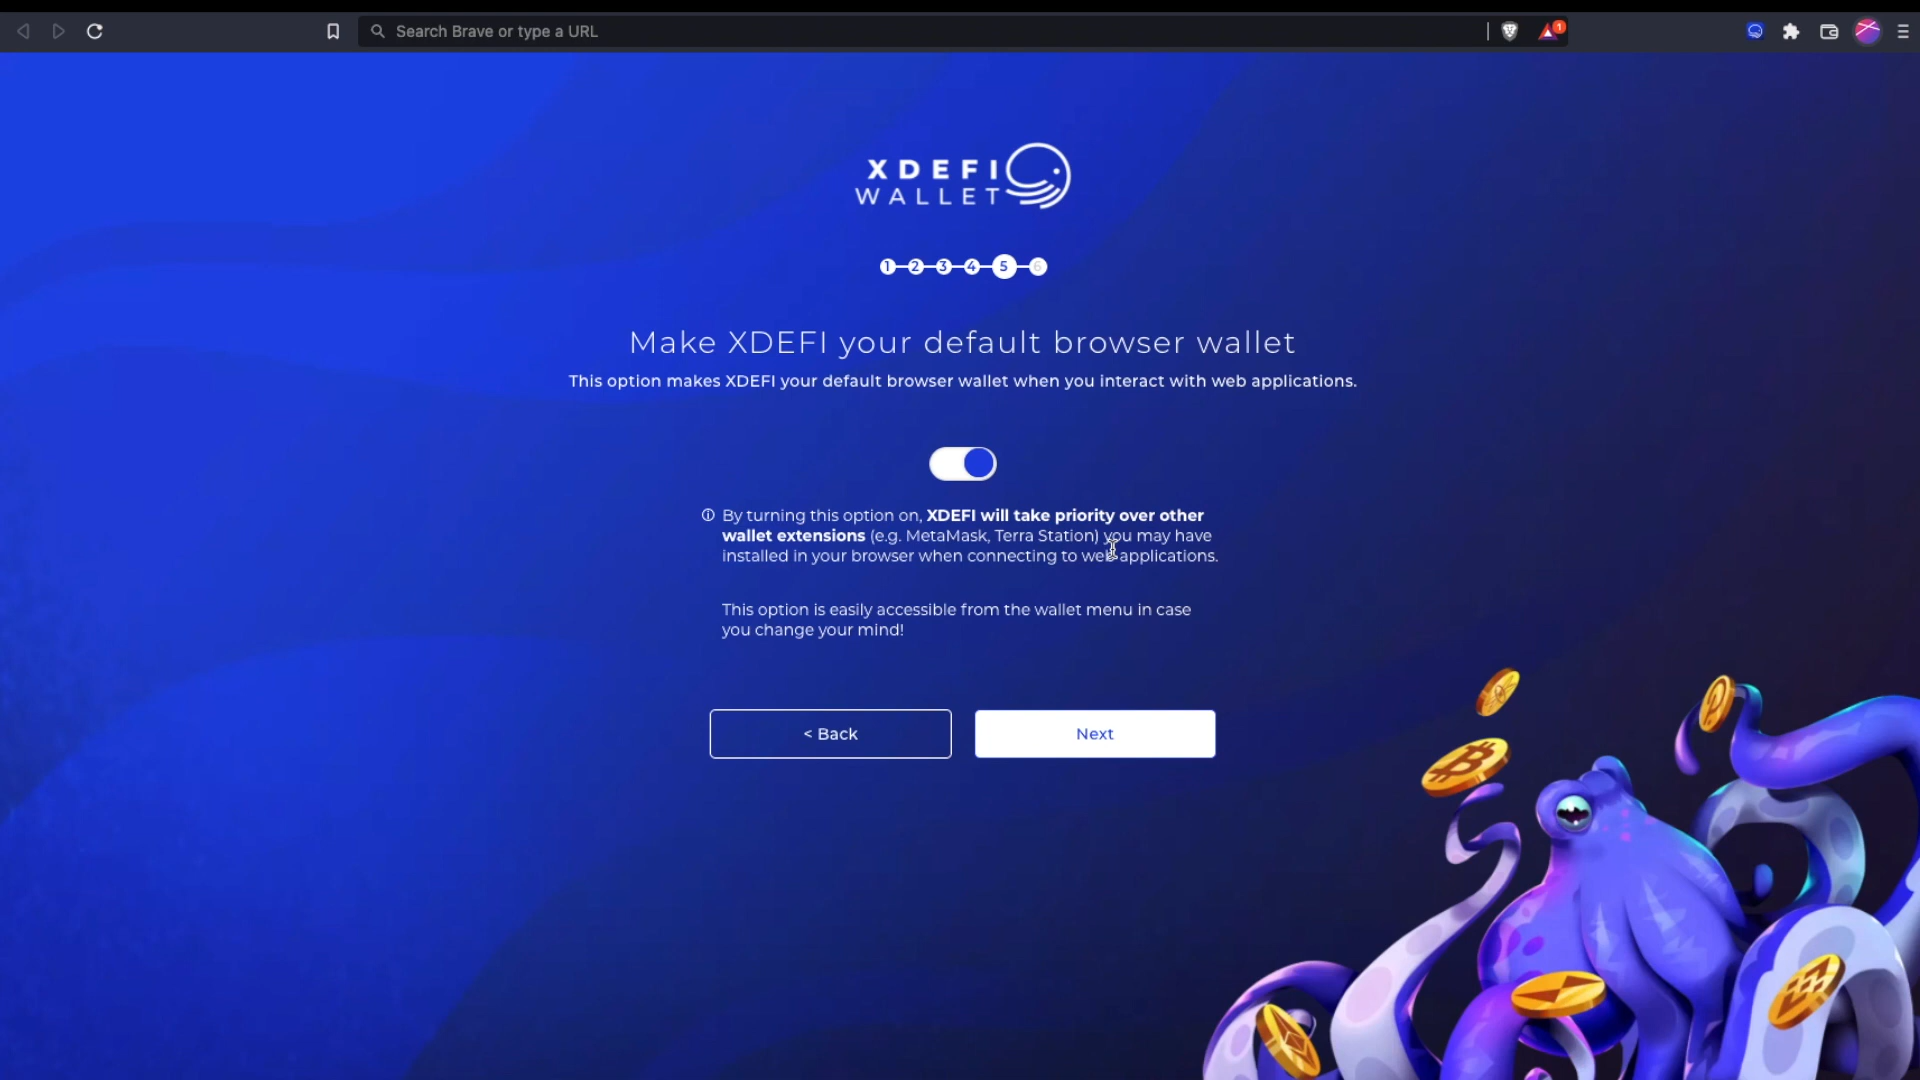 Search Brave or type a URL
1
XDEFI
WALLET
1 2 3 4 5 6
Make XDEFI your default browser wallet
This option makes XDEFI your default browser wallet when you interact with web applications.
By turning this option on, XDEFI will take priority over other
wallet extensions (e.g. MetaMask, Terra Station) you may have
installed in your browser when connecting to web applications.
This option is easily accessible from the wallet menu in case
you change your mind!
< Back
Next